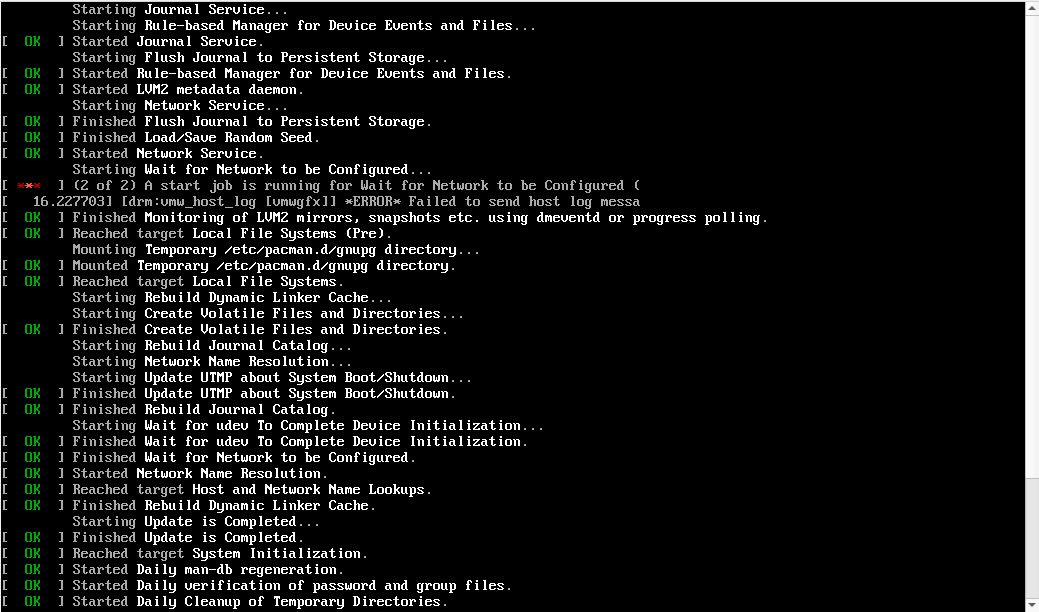 Starting Journal Service...
Starting Rule-based Manager for Device Events and Files...
[  OK  ] Started Journal Service.
Starting Flush Journal to Persistent Storage...
[  OK  ] Started Rule-based Manager for Device Events and Files.
[  OK  ] Started LVM2 metadata daemon.
Starting Network Service...
[  OK  ] Finished Flush Journal to Persistent Storage.
[  OK  ] Finished Load/Save Random Seed.
[  OK  ] Started Network Service.
Starting Wait for Network to be Configured...
[ ***  ] (2 of 2) A start job is running for Wait for Network to be Configured (
[   16.227703] [drm:vmw_host_log [vmwgfx]] *ERROR* Failed to send host log messa
[  OK  ] Finished Monitoring of LVM2 mirrors, snapshots etc. using dmeventd or progress polling.
[  OK  ] Reached target Local File Systems (Pre).
Mounting Temporary /etc/pacman.d/gnupg directory...
[  OK  ] Mounted Temporary /etc/pacman.d/gnupg directory.
[  OK  ] Reached target Local File Systems.
Starting Rebuild Dynamic Linker Cache...
Starting Create Volatile Files and Directories...
[  OK  ] Finished Create Volatile Files and Directories.
Starting Rebuild Journal Catalog...
Starting Network Name Resolution...
Starting Update UTMP about System Boot/Shutdown...
[  OK  ] Finished Update UTMP about System Boot/Shutdown.
[  OK  ] Finished Rebuild Journal Catalog.
Starting Wait for udev To Complete Device Initialization...
[  OK  ] Finished Wait for udev To Complete Device Initialization.
[  OK  ] Finished Wait for Network to be Configured.
[  OK  ] Started Network Name Resolution.
[  OK  ] Reached target Host and Network Name Lookups.
[  OK  ] Finished Rebuild Dynamic Linker Cache.
Starting Update is Completed...
[  OK  ] Finished Update is Completed.
[  OK  ] Reached target System Initialization.
[  OK  ] Started Daily man-db regeneration.
[  OK  ] Started Daily verification of password and group files.
[  OK  ] Started Daily Cleanup of Temporary Directories.